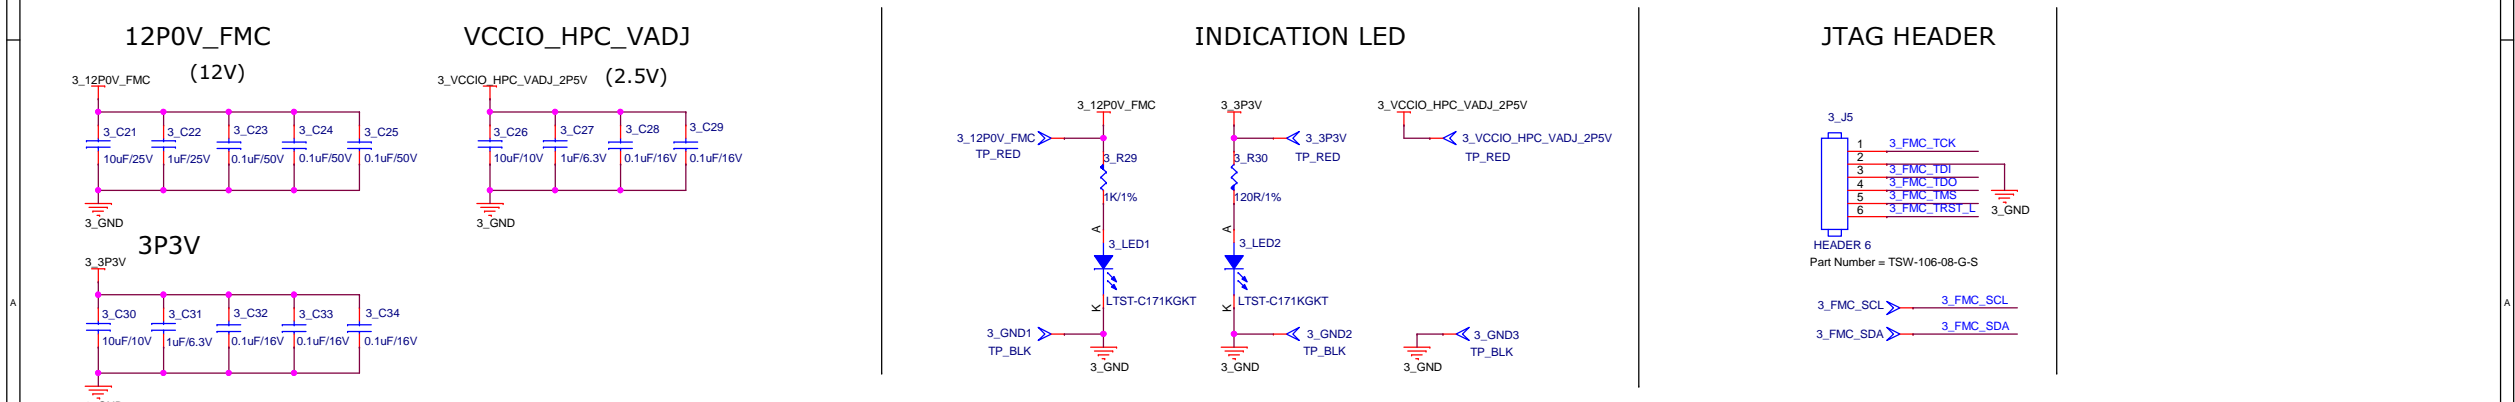 12P0V_FMC
(12V)
3_12P0V_FMC
3_C21
10uF/25V
3_C22
1uF/25V
3_C23
0.1uF/50V
3_C24
0.1uF/50V
3_C25
0.1uF/50V
3_GND
VCCIO_HPC_VADJ
(2.5V)
3_VCCIO_HPC_VADJ_2P5V
3_C26
10uF/10V
3_C27
1uF/6.3V
3_C28
0.1uF/16V
3_C29
0.1uF/16V
3_GND
3P3V
3_3P3V
3_C30
10uF/10V
3_C31
1uF/6.3V
3_C32
0.1uF/16V
3_C33
0.1uF/16V
3_C34
0.1uF/16V
INDICATION LED
3_12P0V_FMC
3_12P0V_FMC
TP_RED
3_R29
1K/1%
A
3_LED1
LTST-C171KGKT
K
3_GND1
TP_BLK
3_GND
3_3P3V
3_3P3V
TP_RED
3_R30
120R/1%
A
3_LED2
LTST-C171KGKT
K
3_GND2
TP_BLK
3_GND
3_VCCIO_HPC_VADJ_2P5V
3_VCCIO_HPC_VADJ_2P5V
TP_RED
3_GND3
TP_BLK
3_GND
JTAG HEADER
3_J5
1 3_FMC_TCK
2
3 3_FMC_TDI
4 3_FMC_TDO
5 3_FMC_TMS
6 3_FMC_TRST_L
3_GND
HEADER 6
Part Number = TSW-106-08-G-S
3_FMC_SCL 3_FMC_SCL
3_FMC_SDA 3_FMC_SDA
A
A